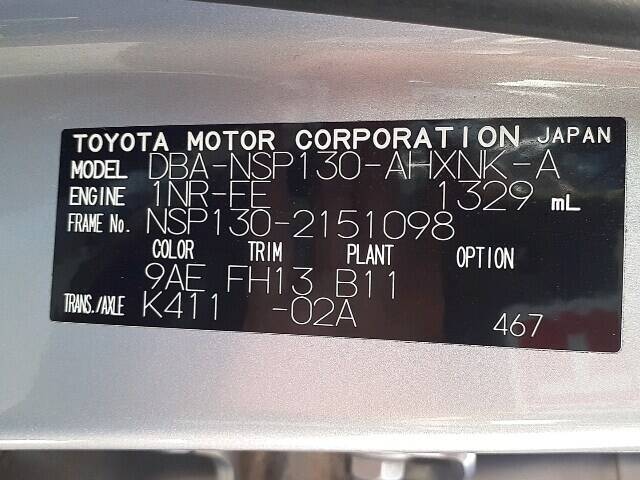 TOYOTA MOTOR CORPORATION JAPAN
MODEL DBA-NSP130-AHXNK-A
ENGINE 1NR-FE 1329 mL
FRAME No. NSP130-2151098
COLOR TRIM PLANT OPTION
9AE FH13 B11
TRANS./AXLE K411 -02A
467